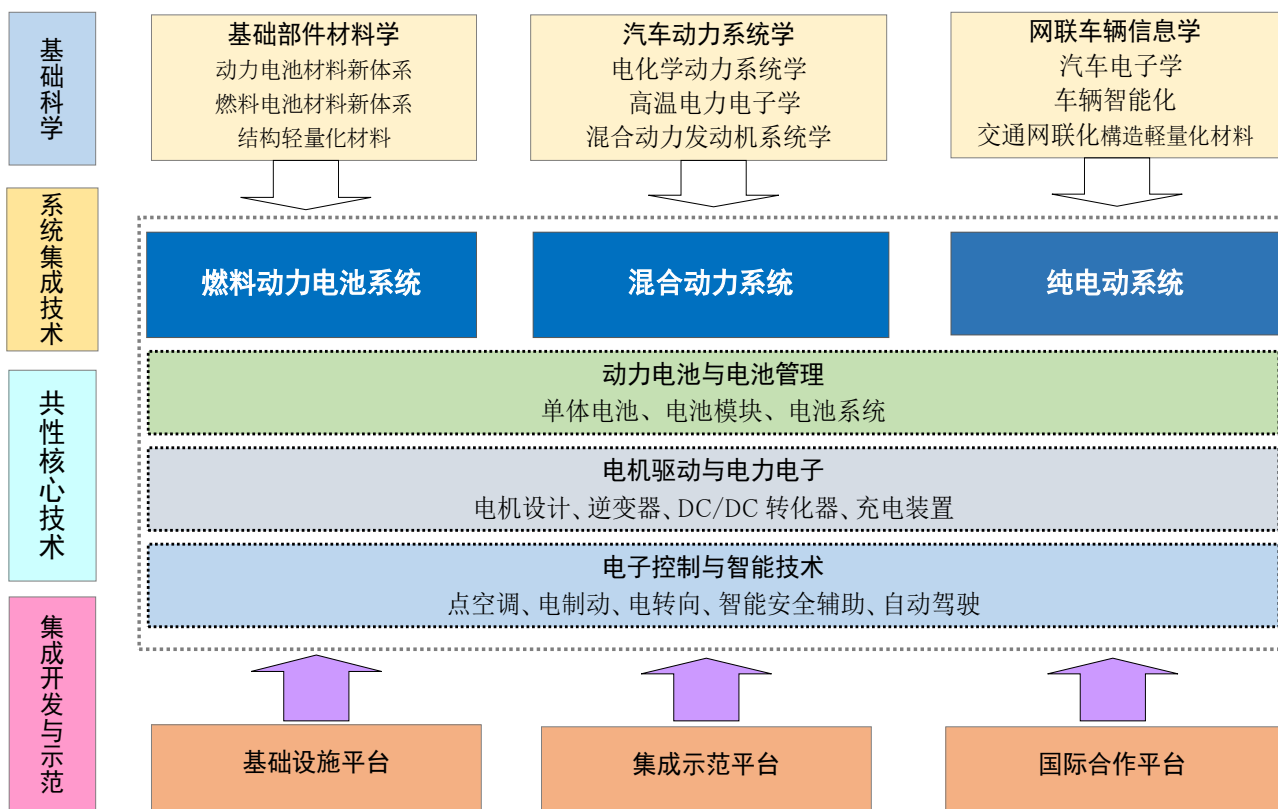 基础科学
基础部件材料学
动力电池材料新体系
燃料电池材料新体系
结构轻量化材料
汽车动力系统学
电化学动力系统学
高温电力电子学
混合动力发动机系统学
网联车辆信息学
汽车电子学
车辆智能化
交通网联化構造軽量化材料
系统集成技术
燃料动力电池系统
混合动力系统
纯电动系统
共性核心技术
动力电池与电池管理
单体电池、电池模块、电池系统
电机驱动与电力电子
电机设计、逆变器、DC/DC 转化器、充电装置
电子控制与智能技术
点空调、电制动、电转向、智能安全辅助、自动驾驶
集成开发与示范
基础设施平台
集成示范平台
国际合作平台